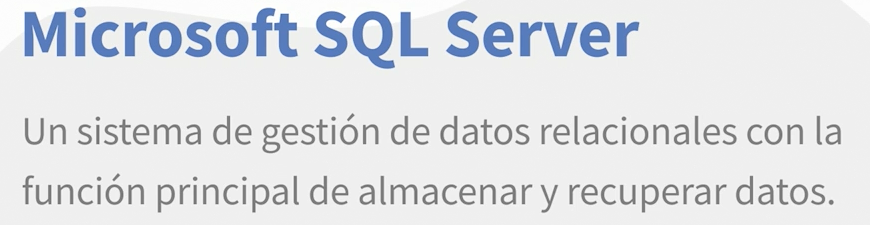 Microsoft SQL Server
Un sistema de gestión de datos relacionales con la
función principal de almacenar y recuperar datos.